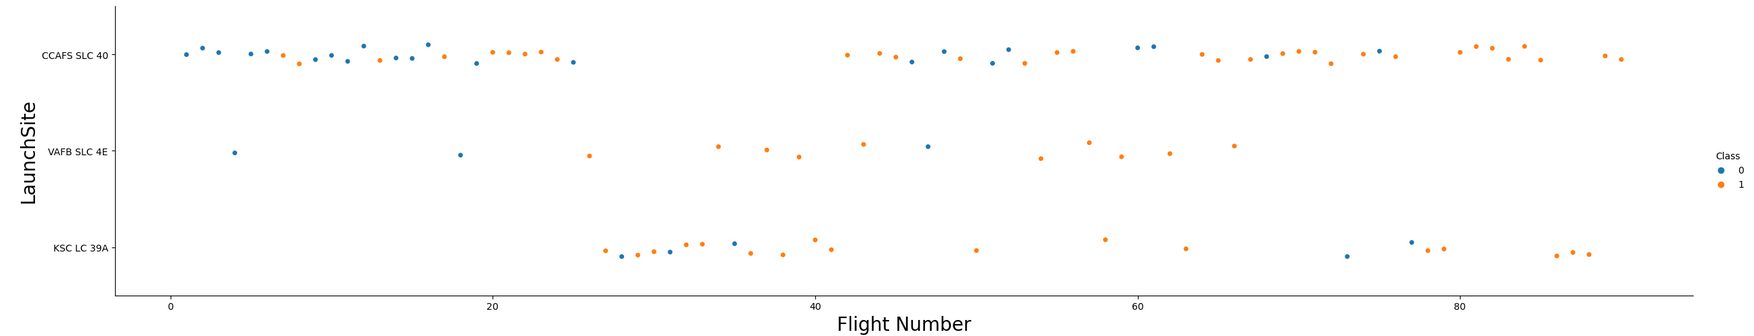 CCAFS SLC 40
VAFB SLC 4E
KSC LC 39A
LaunchSite
0 20 40 60 80
Flight Number
Class
0
1